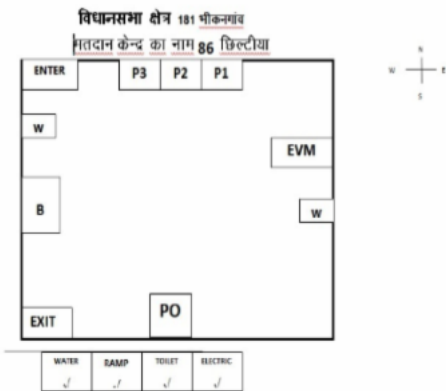 विधानसभा क्षेत्र 181 भीकनगांव
मतदान केन्द्र का नाम 86 छिल्टीया
ENTER P3 P2 P1
N
W E
S
W
EVM
B
W
PO
EXIT
WATER RAMP TOILET ELECTRIC
✓ ✓ ✓ ✓